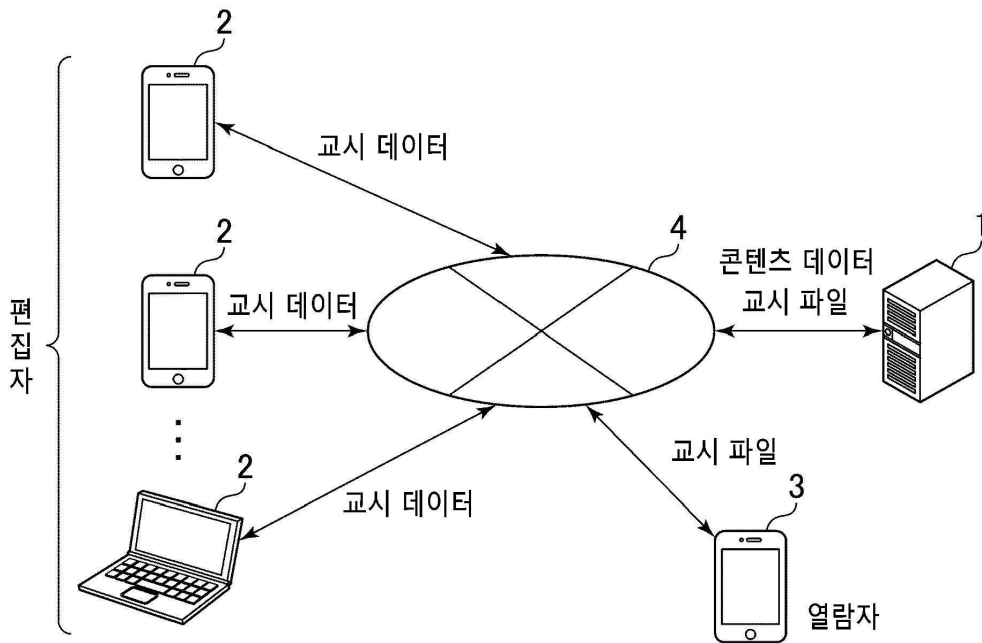 2
교시 데이터
2
교시 데이터
4
콘텐츠 데이터
교시 파일
1
편집자
2
교시 데이터
교시 파일
3
열람자